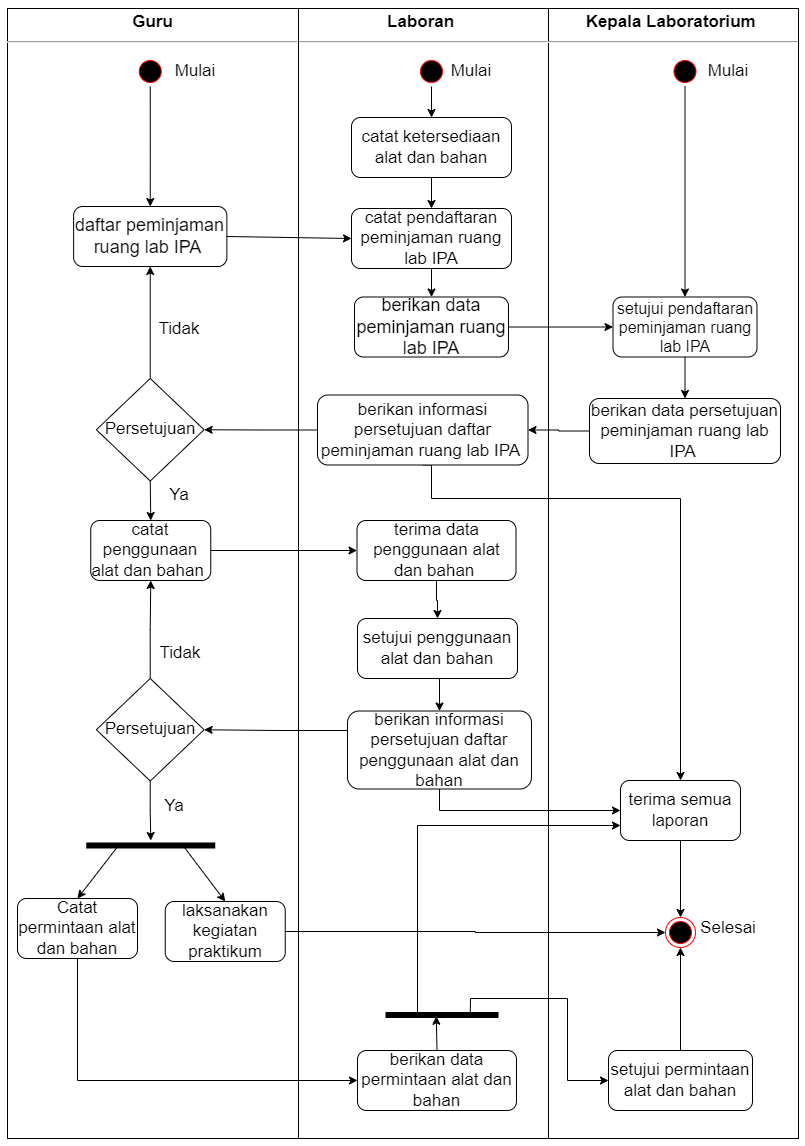 Guru
Laboran
Kepala Laboratorium
Mulai
Mulai
Mulai
catat ketersediaan
alat dan bahan
daftar peminjaman
ruang lab IPA
catat pendaftaran
peminjaman ruang
lab IPA
berikan data
peminjaman ruang
lab IPA
setujui pendaftaran
peminjaman ruang
lab IPA
Tidak
Persetujuan
berikan informasi
persetujuan daftar
peminjaman ruang lab IPA
berikan data persetujuan
peminjaman ruang lab
IPA
Ya
catat
penggunaan
alat dan bahan
terima data
penggunaan alat
dan bahan
setujui penggunaan
alat dan bahan
Tidak
Persetujuan
berikan informasi
persetujuan daftar
penggunaan alat dan
bahan
Ya
terima semua
laporan
Catat
permintaan alat
dan bahan
laksanakan
kegiatan
praktikum
Selesai
berikan data
permintaan alat dan
bahan
setujui permintaan
alat dan bahan